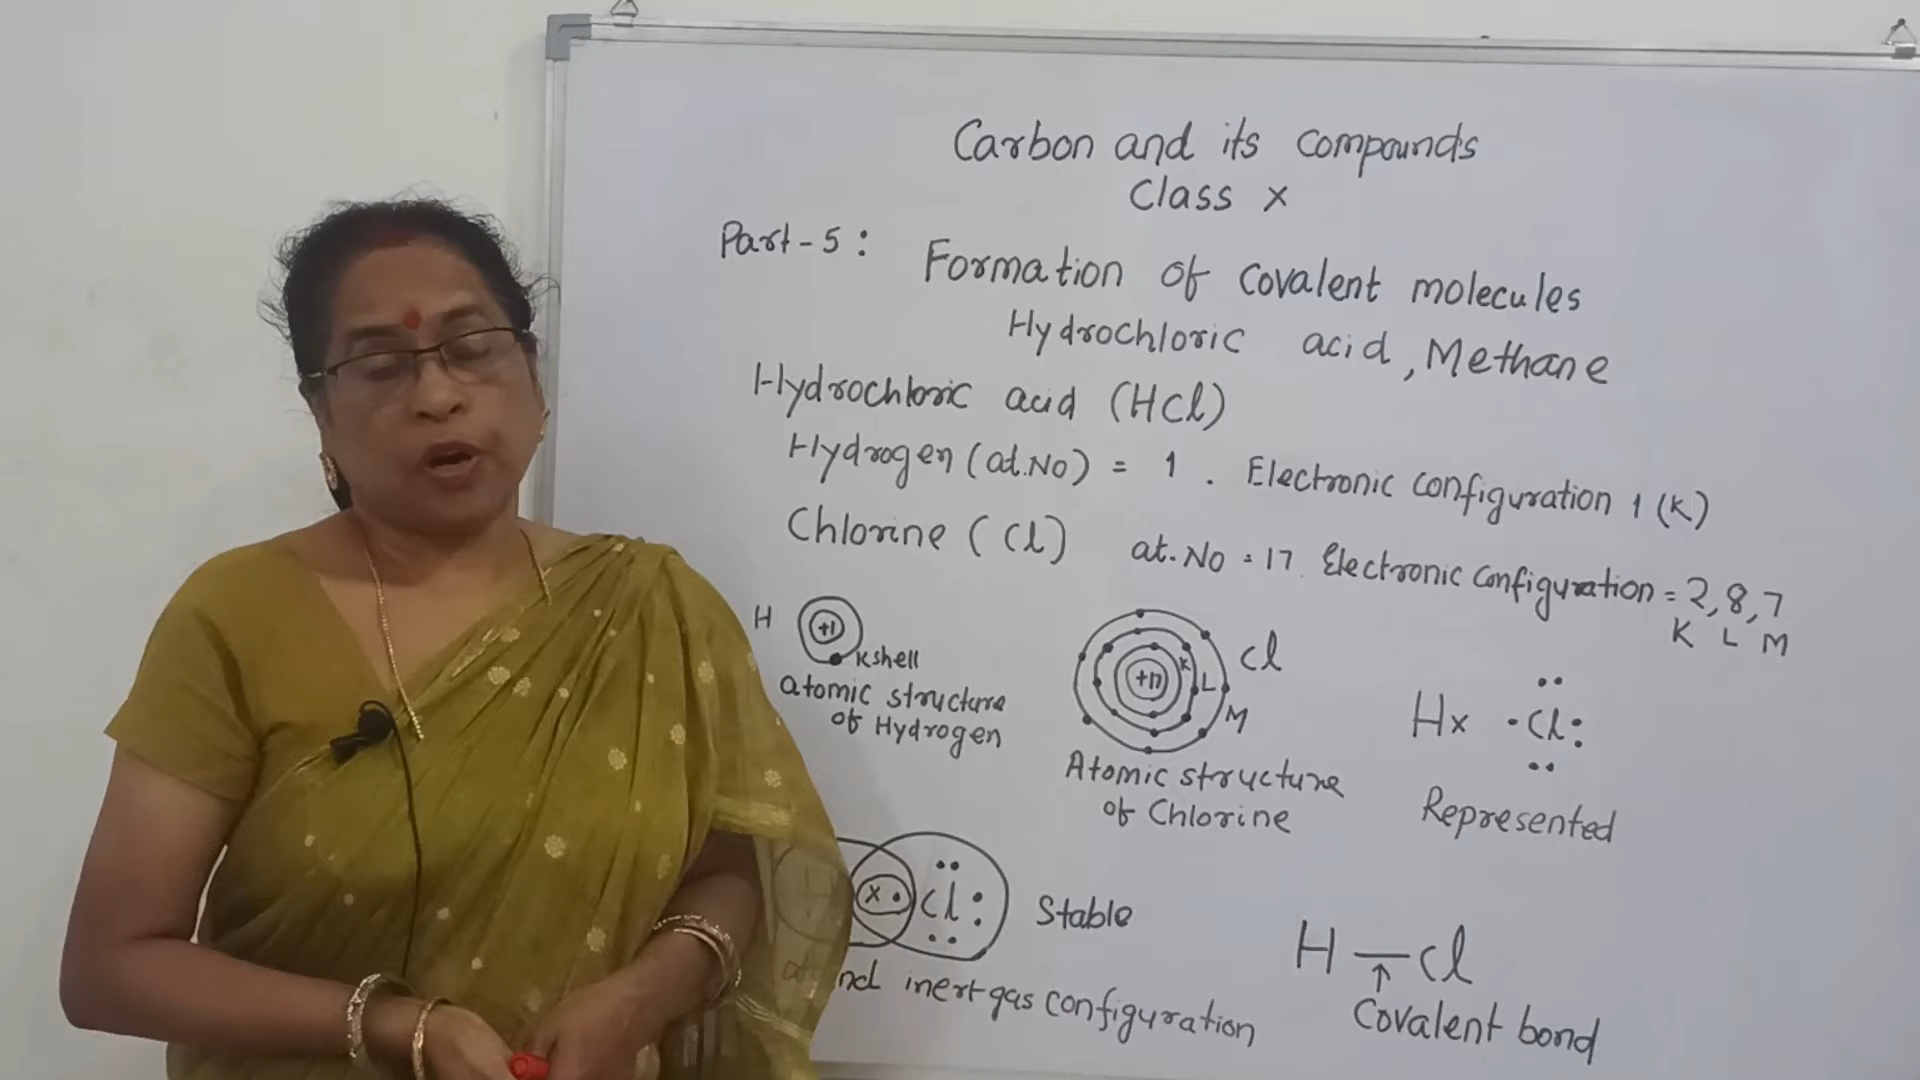 Carbon and its compounds
Class X
Part-5: Formation of covalent molecules
Hydrochloric acid, Methane
Hydrochloric acid (HCl)
Hydrogen (at.No) = 1. Electronic configuration 1 (K)
Chlorine (Cl) at.No = 17. Electronic configuration = 2,8,7
K L M
H +1 K shell
Atomic structure
of Hydrogen
+17 K L M Cl
Atomic structure
of Chlorine
Hx ·Cl:
Represented
H x· Cl: Stable
inert gas configuration
H — Cl
↑
Covalent bond